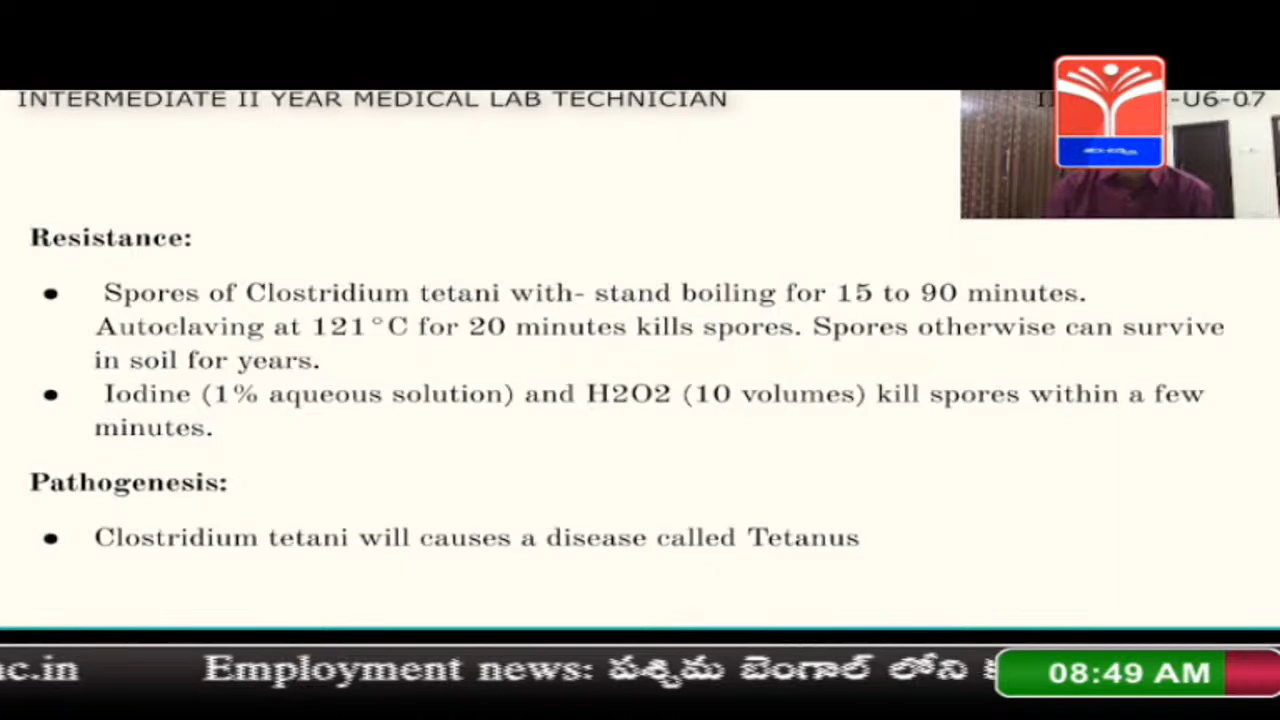 INTERMEDIATE II YEAR MEDICAL LAB TECHNICIAN
-U6-07
Resistance:
● Spores of Clostridium tetani with- stand boiling for 15 to 90 minutes.
Autoclaving at 121°C for 20 minutes kills spores. Spores otherwise can survive
in soil for years.
● Iodine (1% aqueous solution) and H2O2 (10 volumes) kill spores within a few
minutes.
Pathogenesis:
● Clostridium tetani will causes a disease called Tetanus
ac.in Employment news: పశ్చిమ బెంగాల్ లోని
08:49 AM